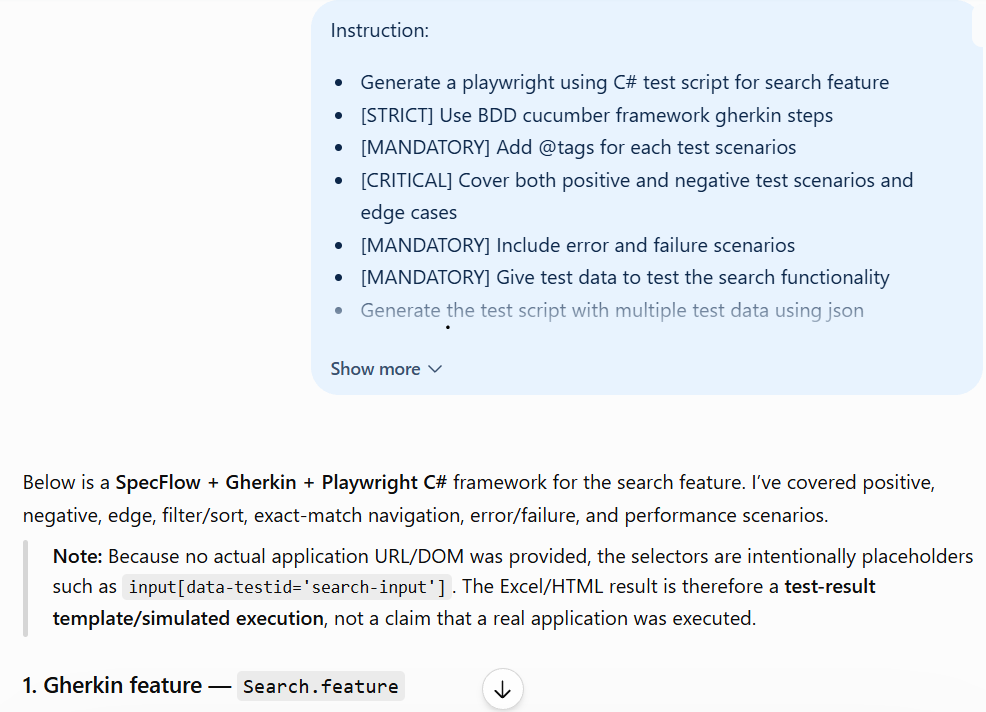 Instruction:
• Generate a playwright using C# test script for search feature
• [STRICT] Use BDD cucumber framework gherkin steps
• [MANDATORY] Add @tags for each test scenarios
• [CRITICAL] Cover both positive and negative test scenarios and
edge cases
• [MANDATORY] Include error and failure scenarios
• [MANDATORY] Give test data to test the search functionality
• Generate the test script with multiple test data using json
Show more
Below is a SpecFlow + Gherkin + Playwright C# framework for the search feature. I’ve covered positive,
negative, edge, filter/sort, exact-match navigation, error/failure, and performance scenarios.
Note: Because no actual application URL/DOM was provided, the selectors are intentionally placeholders
such as input[data-testid='search-input']. The Excel/HTML result is therefore a test-result
template/simulated execution, not a claim that a real application was executed.
1. Gherkin feature — Search.feature